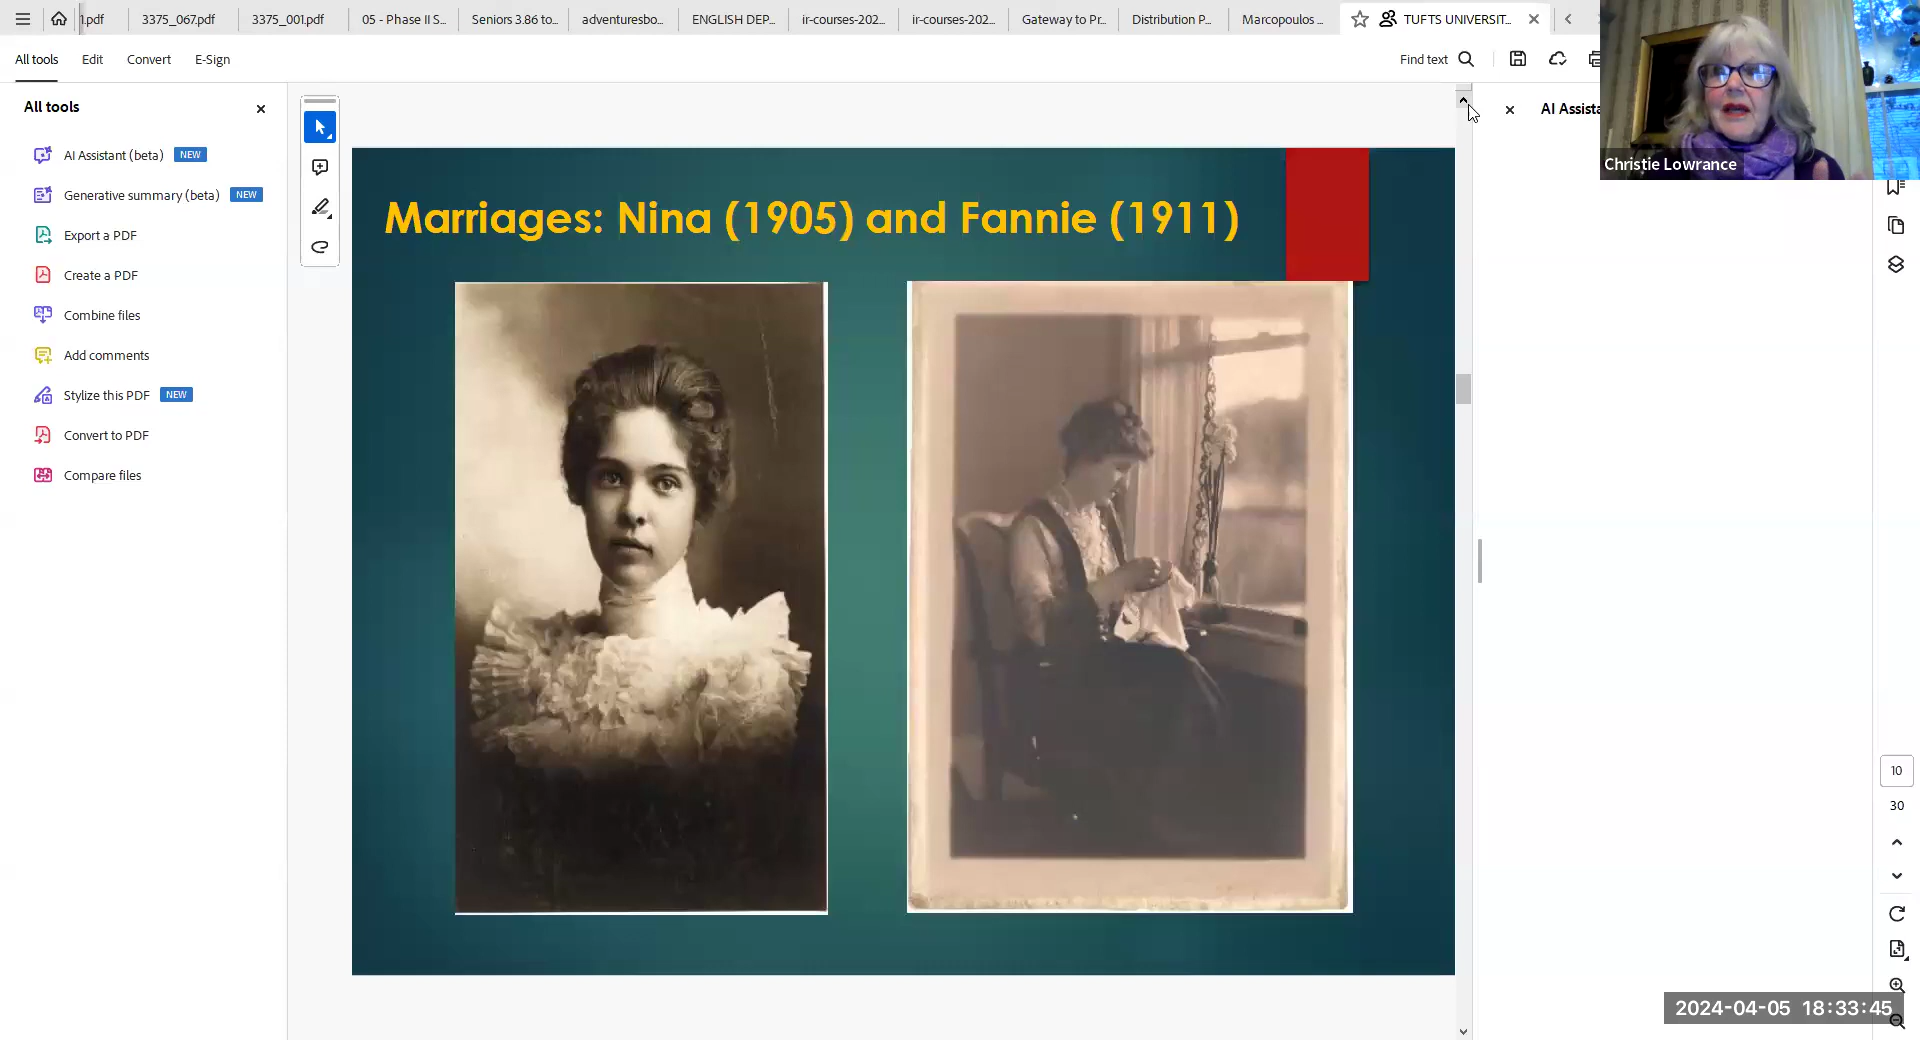 1.pdf
3375_067.pdf
3375_001.pdf
05 - Phase II S...
Seniors 3.86 to...
adventuresbo...
ENGLISH DEP...
ir-courses-202...
ir-courses-202...
Gateway to Pr...
Distribution P...
Marcopoulos ...
TUFTS UNIVERSIT...
All tools
Edit
Convert
E-Sign
Find text
All tools
AI Assistant (beta) NEW
Generative summary (beta) NEW
Export a PDF
Create a PDF
Combine files
Add comments
Stylize this PDF NEW
Convert to PDF
Compare files
Marriages: Nina (1905) and Fannie (1911)
AI Assista
Christie Lowrance
10
30
2024-04-05 18:33:45